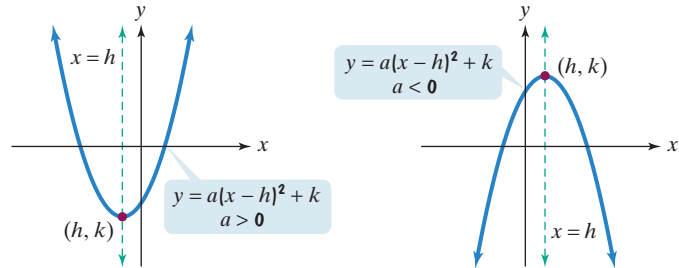 y
x = h
x
y = a(x – h)² + k
a > 0
(h, k)
y
y = a(x – h)² + k
a < 0
(h, k)
x
x = h